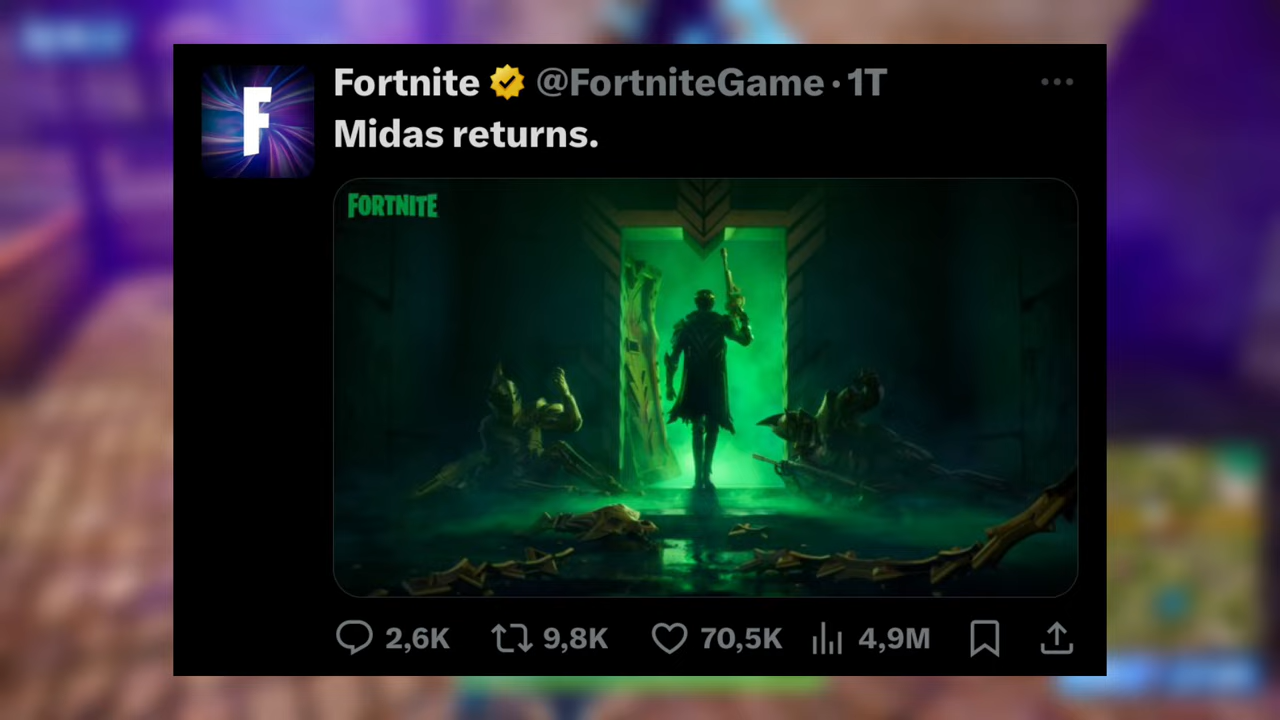 Fortnite @FortniteGame · 1T
Midas returns.
FORTNITE
2,6K 9,8K 70,5K 4,9M